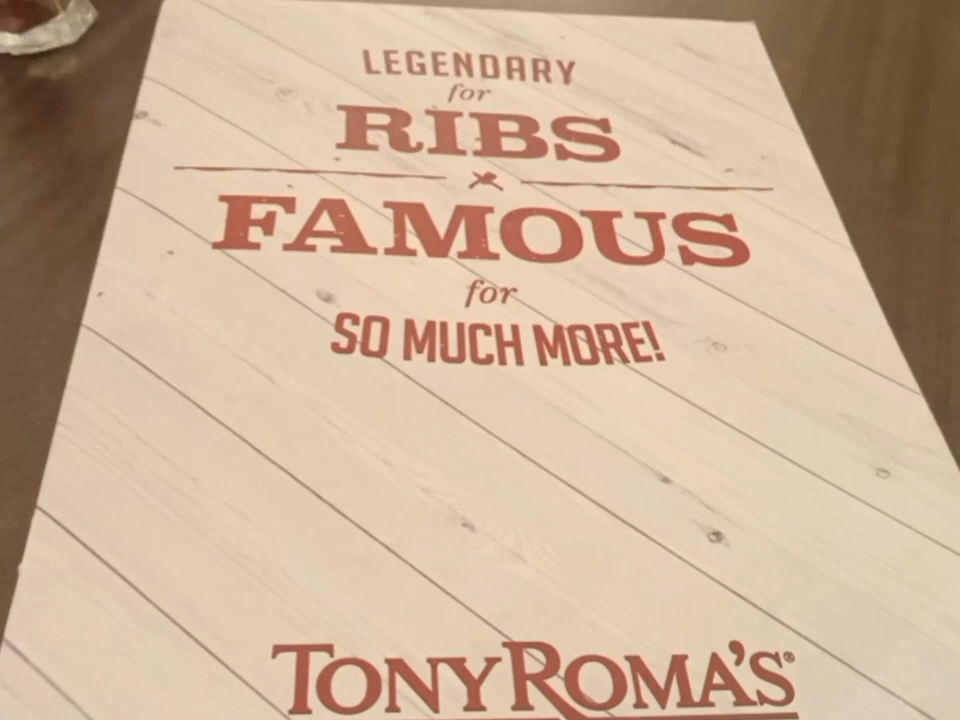 LEGENDARY
for
RIBS
FAMOUS
for
SO MUCH MORE!
TONY ROMA'S®